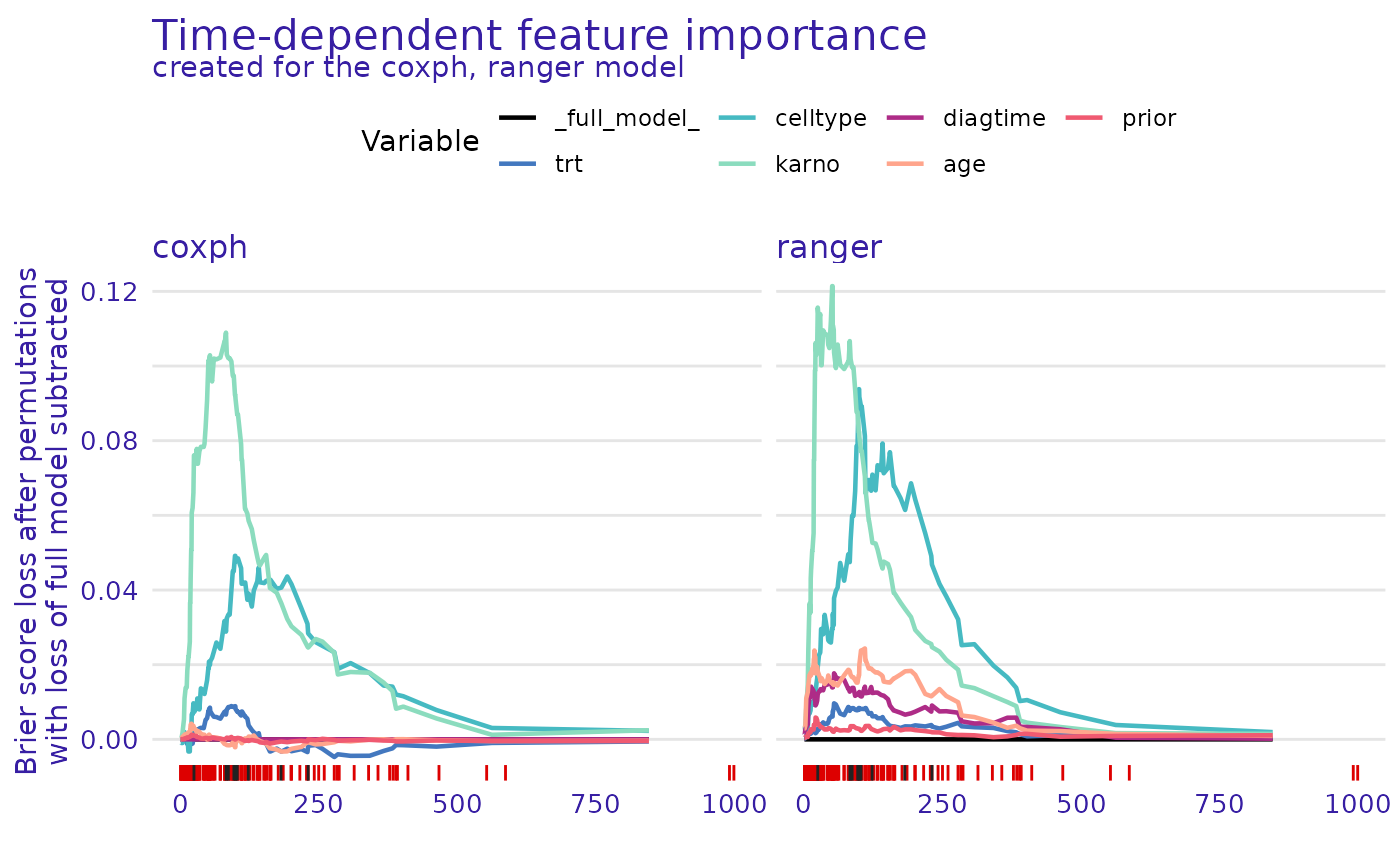 Time-dependent feature importance
created for the coxph, ranger model
Variable
_full_model_ celltype diagtime prior
trt karno age
coxph ranger
Brier score loss after permutations
with loss of full model subtracted
0.12
0.08
0.04
0.00
0 250 500 750 1000 0 250 500 750 1000